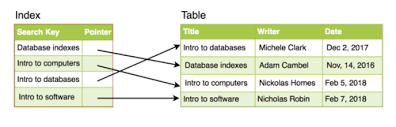 Index
Search Key Pointer
Database indexes
Intro to computers
Intro to databases
Intro to software
Table
Title Writer Date
Intro to databases Michele Clark Dec 2, 2017
Database indexes Adam Cambel Nov, 14, 2016
Intro to computers Nickolas Homes Feb 5, 2018
Intro to software Nicholas Robin Feb 7, 2018